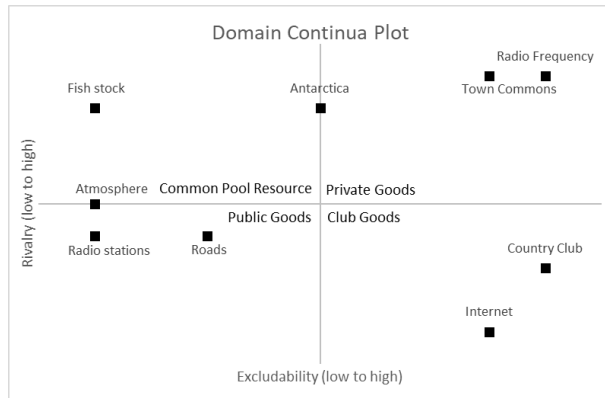 Domain Continua Plot
Radio Frequency
Fish stock
Antarctica
Town Commons
Atmosphere
Common Pool Resource
Private Goods
Rivalry (low to high)
Public Goods
Club Goods
Radio stations
Roads
Country Club
Internet
Excludability (low to high)